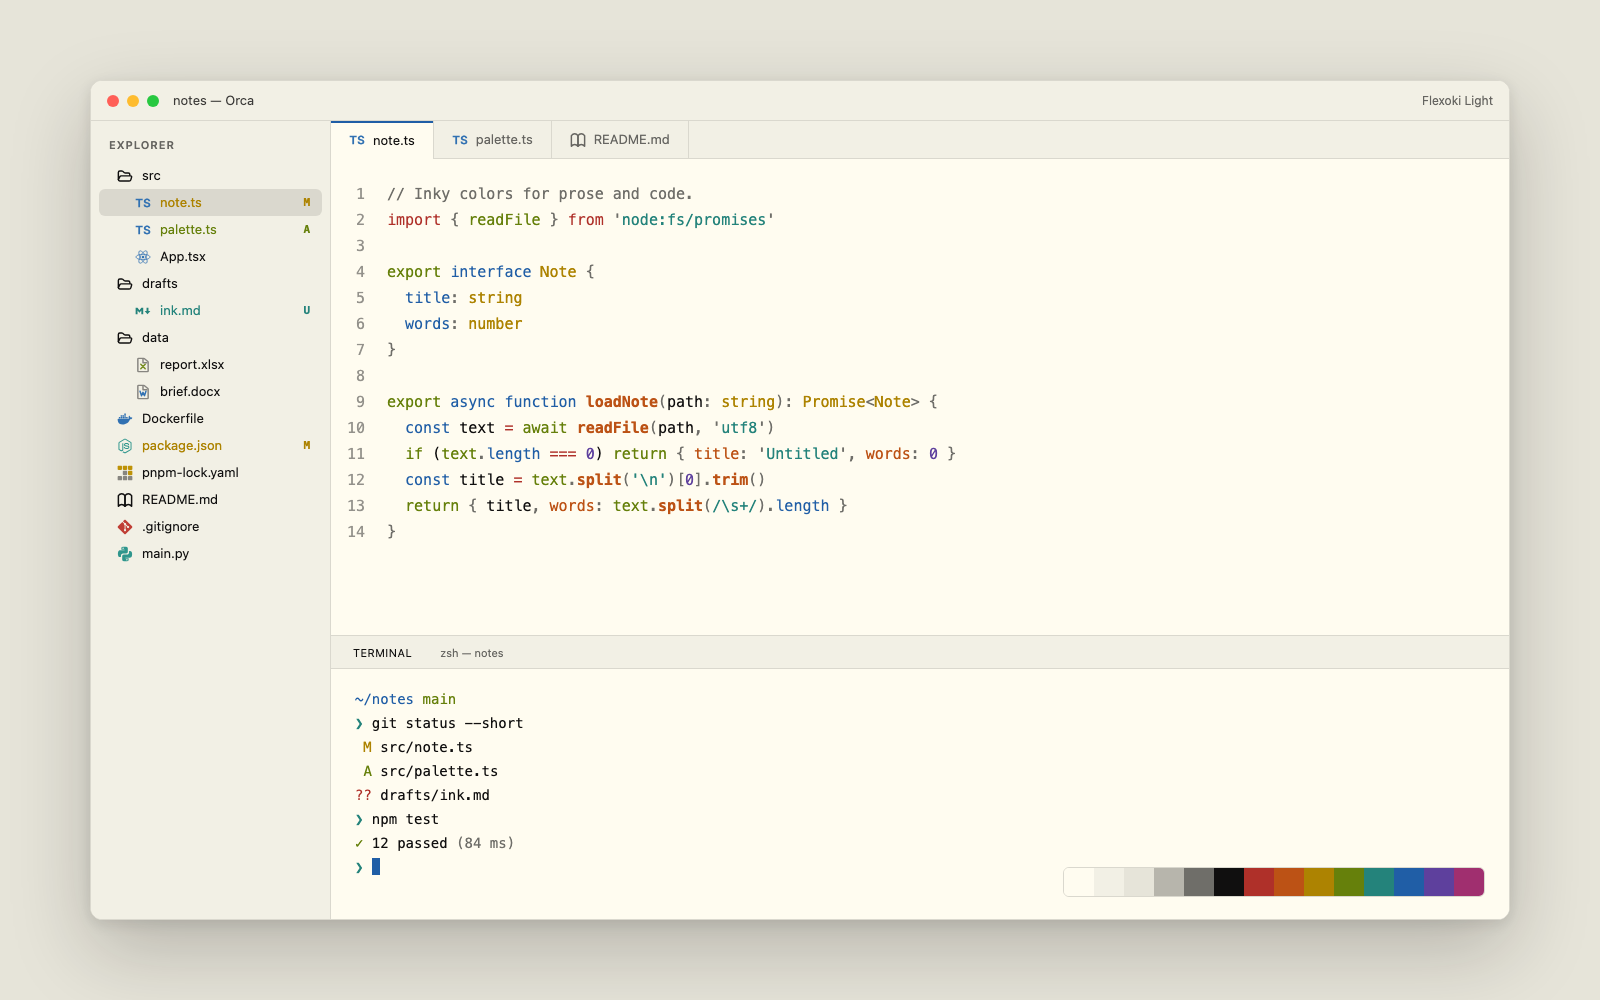 notes — Orca
Flexoki Light
EXPLORER
src
TS note.ts M
TS palette.ts A
App.tsx
drafts
M↓ ink.md U
data
report.xlsx
brief.docx
Dockerfile
package.json M
pnpm-lock.yaml
README.md
.gitignore
main.py
TS note.ts
TS palette.ts
README.md
1 // Inky colors for prose and code.
2 import { readFile } from 'node:fs/promises'
3
4 export interface Note {
5   title: string
6   words: number
7 }
8
9 export async function loadNote(path: string): Promise<Note> {
10   const text = await readFile(path, 'utf8')
11   if (text.length === 0) return { title: 'Untitled', words: 0 }
12   const title = text.split('\n')[0].trim()
13   return { title, words: text.split(/\s+/).length }
14 }
TERMINAL zsh — notes
~/notes main
❯ git status --short
 M src/note.ts
 A src/palette.ts
?? drafts/ink.md
❯ npm test
✓ 12 passed (84 ms)
❯